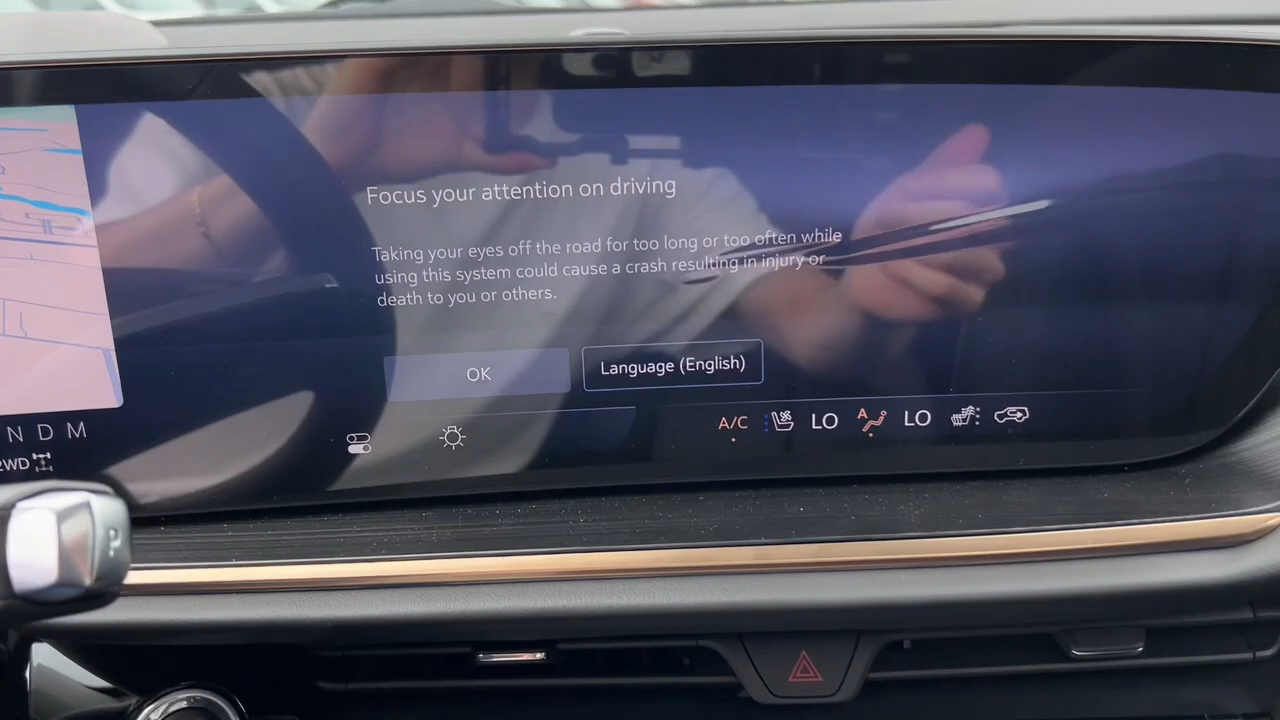 Focus your attention on driving
Taking your eyes off the road for too long or too often while
using this system could cause a crash resulting in injury or
death to you or others.
OK
Language (English)
N D M
2WD
A/C
LO
A
LO
P